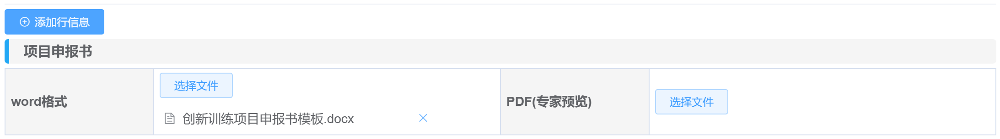 添加行信息
项目申报书
word格式
选择文件
创新训练项目申报书模板.docx
PDF(专家预览)
选择文件